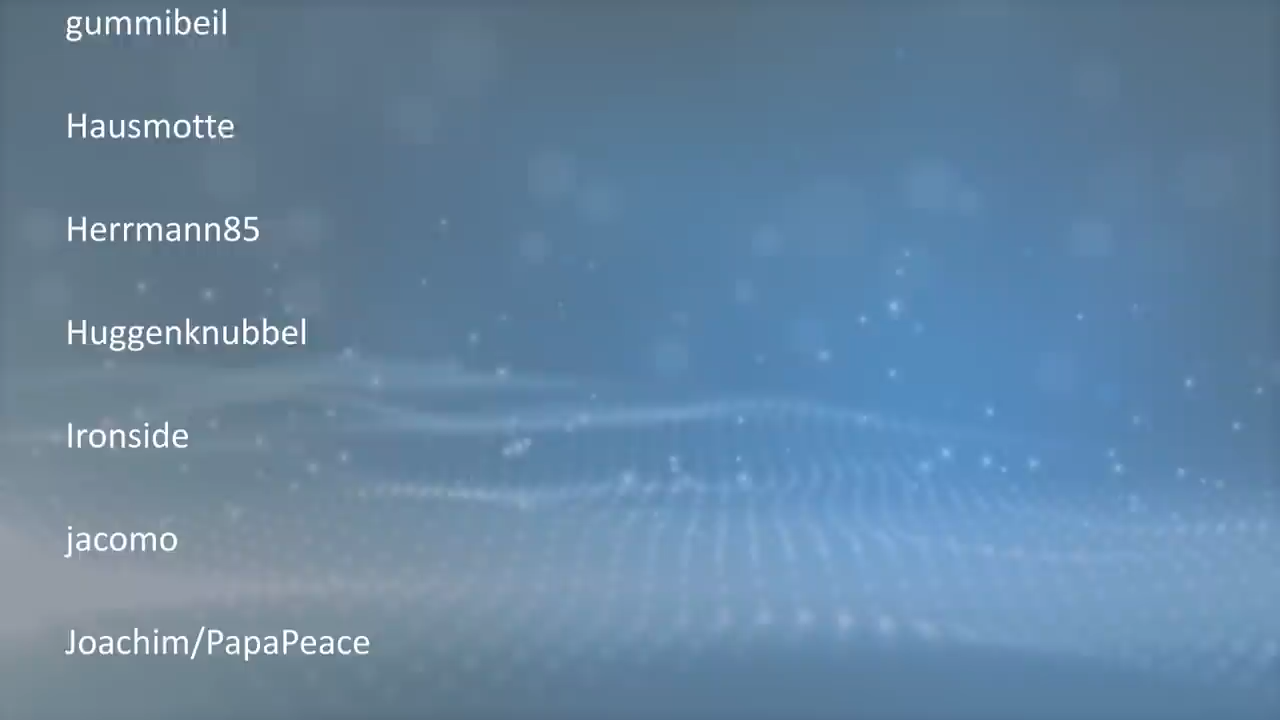 gummibeil
Hausmotte
Herrmann85
Huggenknubbel
Ironside
jacomo
Joachim/PapaPeace